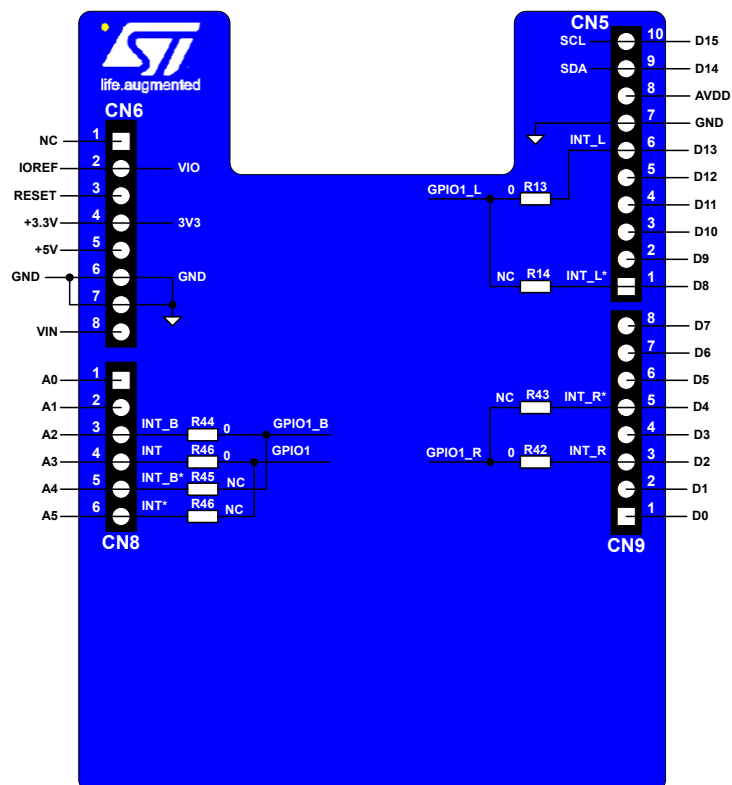 life.augmented
CN6
NC 1
IOREF 2 VIO
RESET 3
+3.3V 4 3V3
+5V 5
GND 6 GND
7
VIN 8
A0 1
A1 2
A2 3 INT_B R44 0 GPIO1_B
A3 4 INT R46 0 GPIO1
A4 5 INT_B* R45 NC
A5 6 INT* R46 NC
CN8
CN5
SCL 10 D15
SDA 9 D14
8 AVDD
7 GND
INT_L 6 D13
5 D12
GPIO1_L 0 R13 4 D11
3 D10
2 D9
NC R14 INT_L* 1 D8
8 D7
7 D6
6 D5
NC R43 INT_R* 5 D4
4 D3
GPIO1_R 0 R42 INT_R 3 D2
2 D1
1 D0
CN9